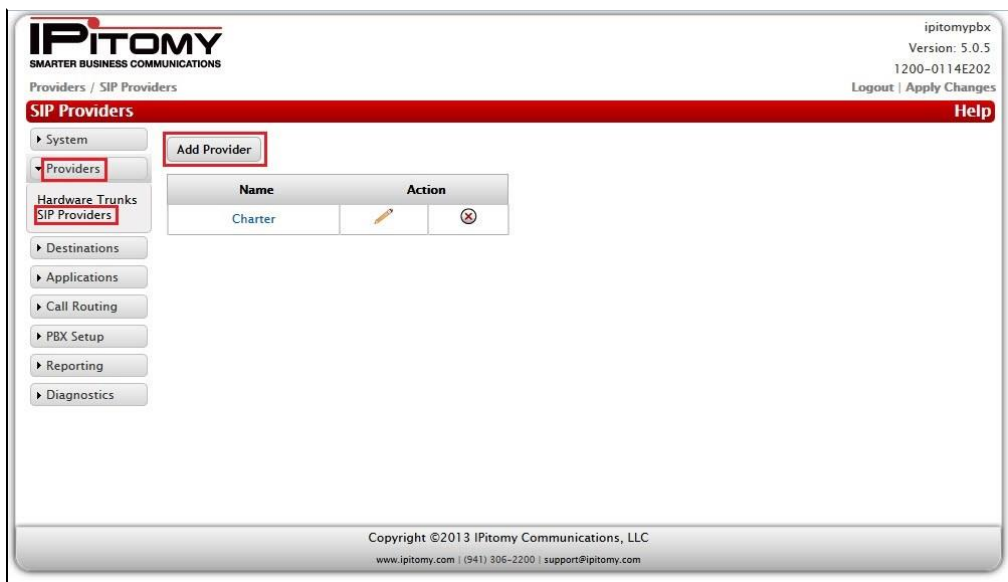 IPITOMY
SMARTER BUSINESS COMMUNICATIONS
ipitomypbx
Version: 5.0.5
1200-0114E202
Providers / SIP Providers
Logout | Apply Changes
SIP Providers
Help
System
Providers
Hardware Trunks
SIP Providers
Destinations
Applications
Call Routing
PBX Setup
Reporting
Diagnostics
Add Provider
Name Action
Charter
Copyright ©2013 IPitomy Communications, LLC
www.ipitomy.com | (941) 306-2200 | support@ipitomy.com